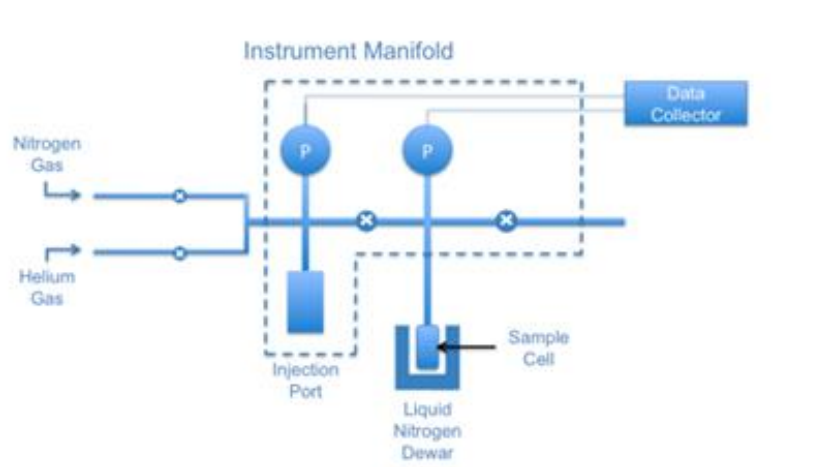 Instrument Manifold
Data
Collector
P
P
Nitrogen
Gas
Helium
Gas
Injection
Port
Sample
Cell
Liquid
Nitrogen
Dewar